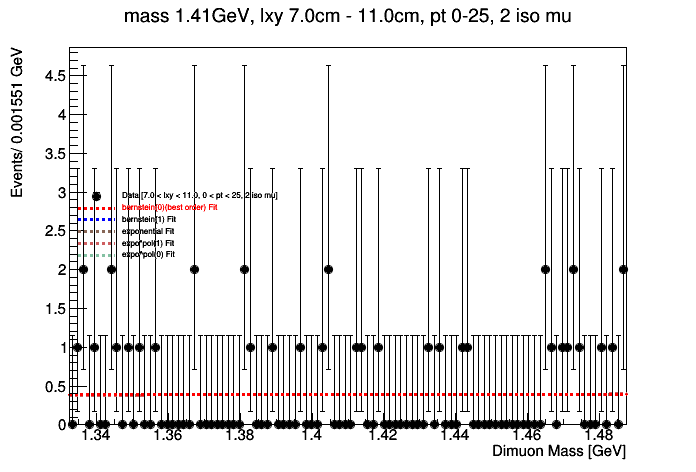 mass 1.41GeV, lxy 7.0cm - 11.0cm, pt 0-25, 2 iso mu
Events/ 0.001551 GeV
4.5
4
3.5
3
2.5
2
1.5
1
0.5
0
Data [7.0 < lxy < 11.0, 0 < pt < 25, 2 iso mu]
bernstein(0)(best order) Fit
bernstein(1) Fit
exponential Fit
expo*pol(1) Fit
expo*pol(0) Fit
1.34 1.36 1.38 1.4 1.42 1.44 1.46 1.48
Dimuon Mass [GeV]